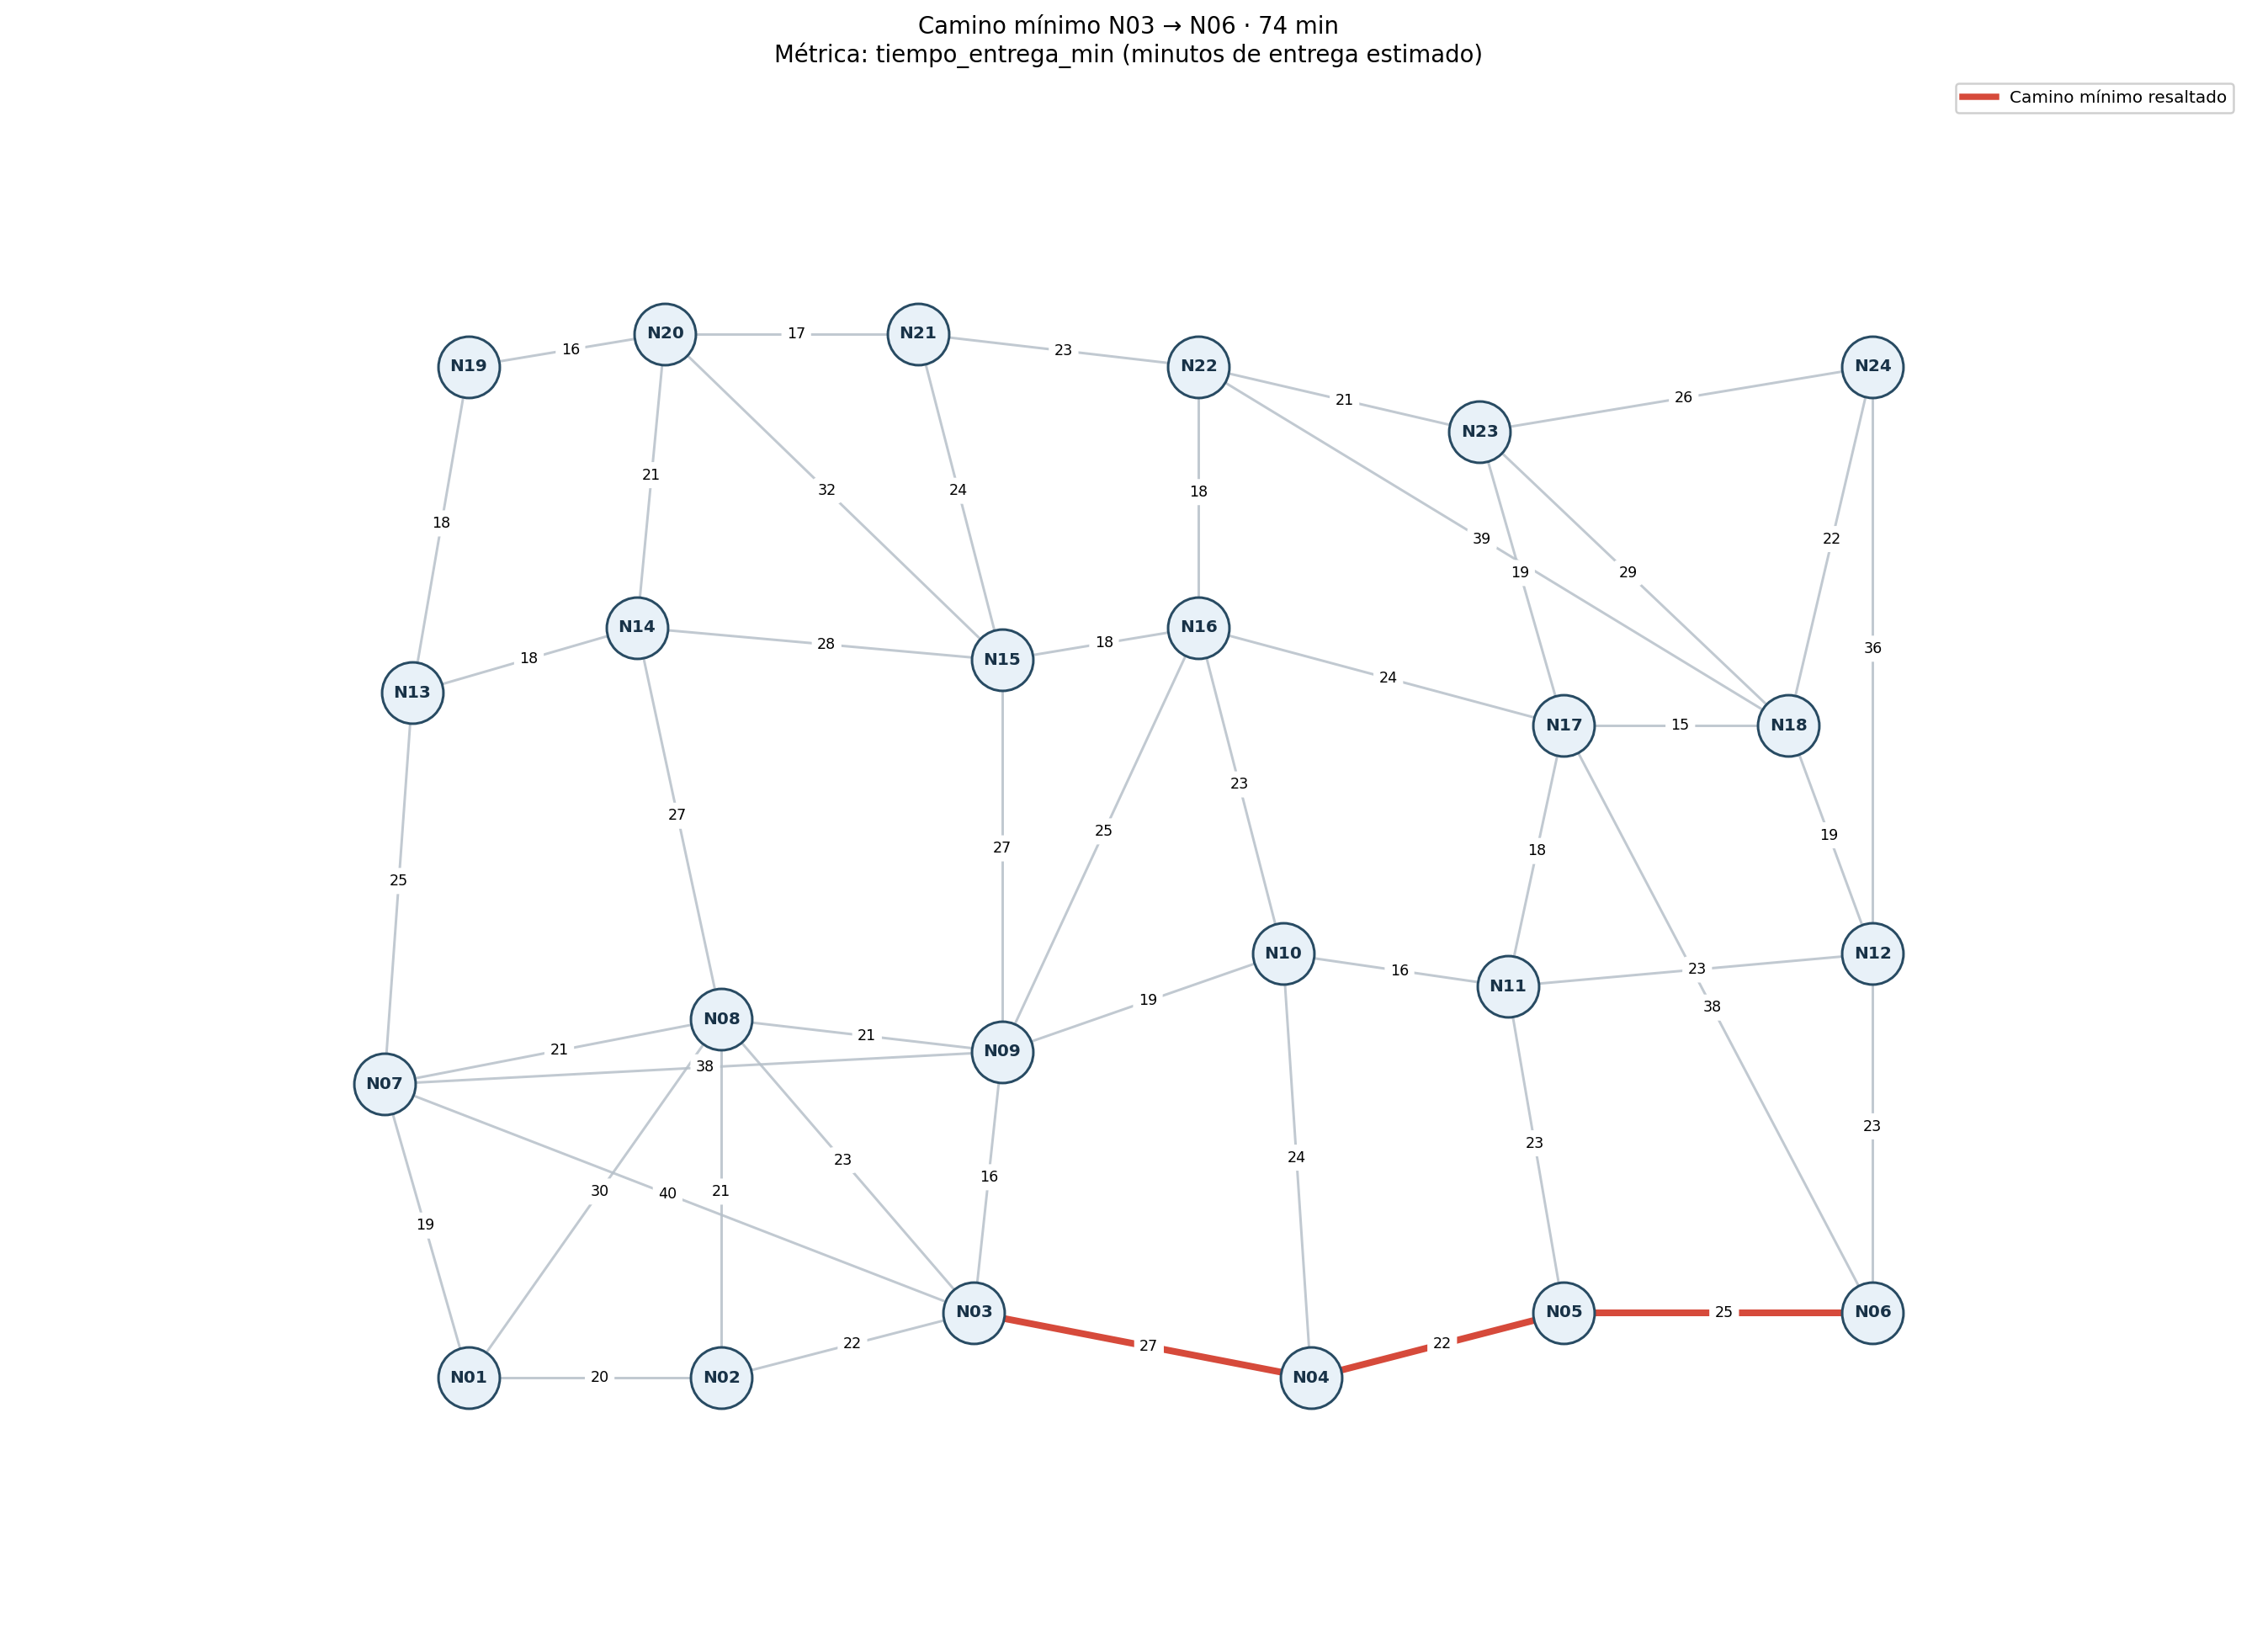 Camino mínimo N03 → N06 · 74 min
Métrica: tiempo_entrega_min (minutos de entrega estimado)
Camino mínimo resaltado
N20
17
N21
N19
16
23
N22
N24
21
26
N23
21
32
24
18
18
39
22
19
29
N14
N16
28
18
36
N15
18
24
N13
N17
15
N18
23
27
25
19
27
18
25
N10
N12
16
23
N11
19
38
N08
21
21
N09
38
N07
23
24
23
23
16
30
40
21
19
N03
N05
25
N06
22
27
22
N01
20
N02
N04